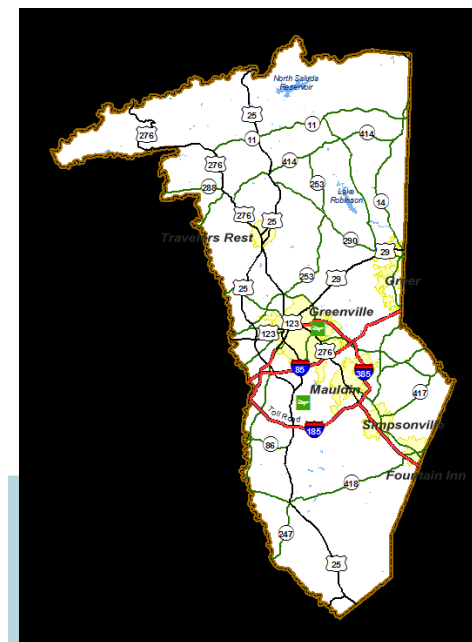 North Saluda
Reservoir
25
11
276
414
11
276
414
253
288
Lake
Robinson
14
276
25
Travelers Rest
290
29
253
29
Greer
25
Greenville
123
123
276
85
385
Mauldin
417
Toll Road
Simpsonville
185
86
Fountain Inn
418
247
25